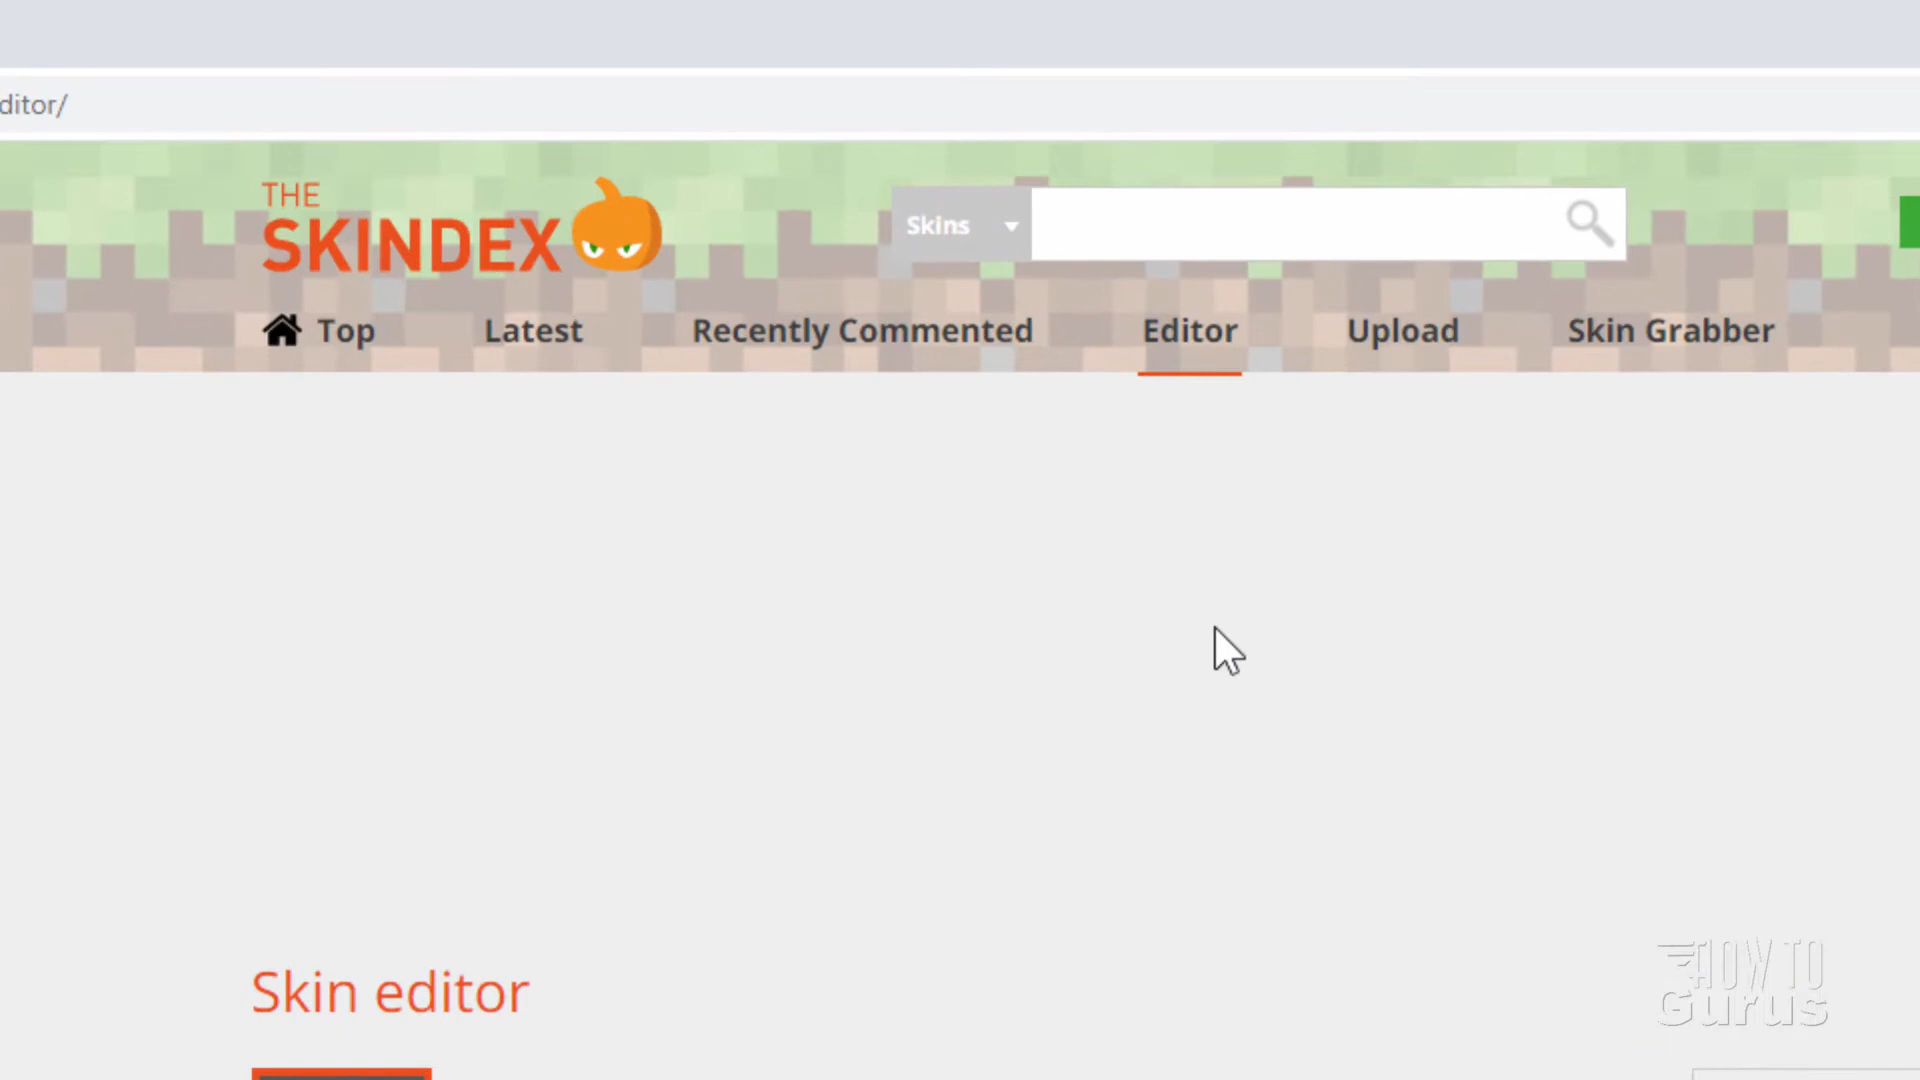 ditor/
THE
SKINDEX
Skins
Top Latest Recently Commented Editor Upload Skin Grabber
Skin editor
HOW TO
Gurus